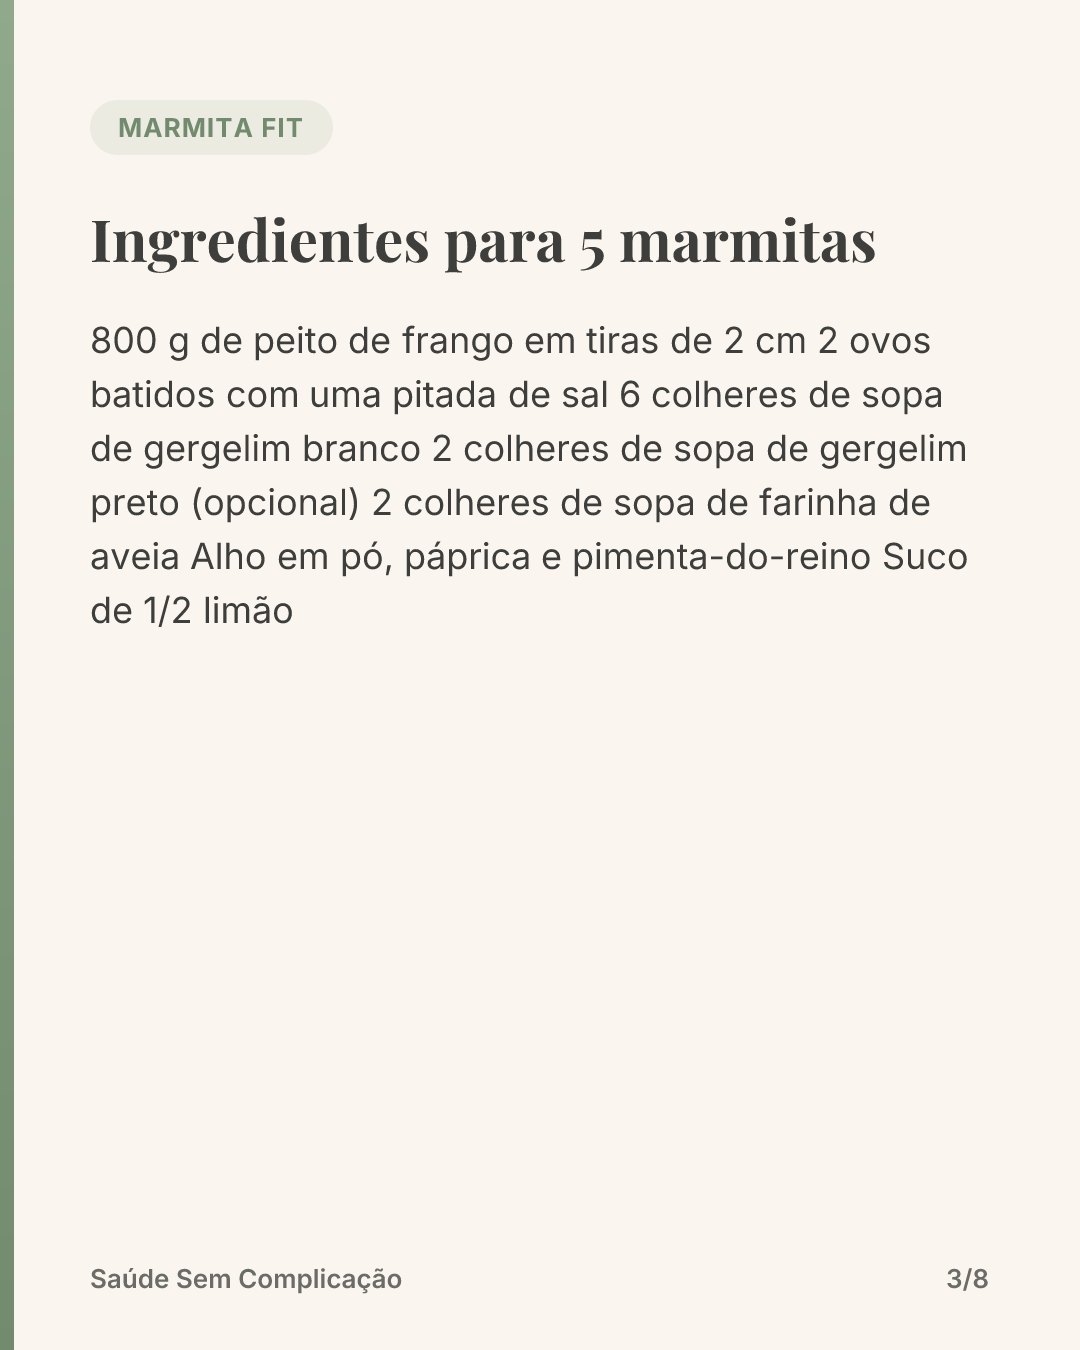 MARMITA FIT
Ingredientes para 5 marmitas
800 g de peito de frango em tiras de 2 cm 2 ovos
batidos com uma pitada de sal 6 colheres de sopa
de gergelim branco 2 colheres de sopa de gergelim
preto (opcional) 2 colheres de sopa de farinha de
aveia Alho em pó, páprica e pimenta-do-reino Suco
de 1/2 limão
Saúde Sem Complicação
3/8